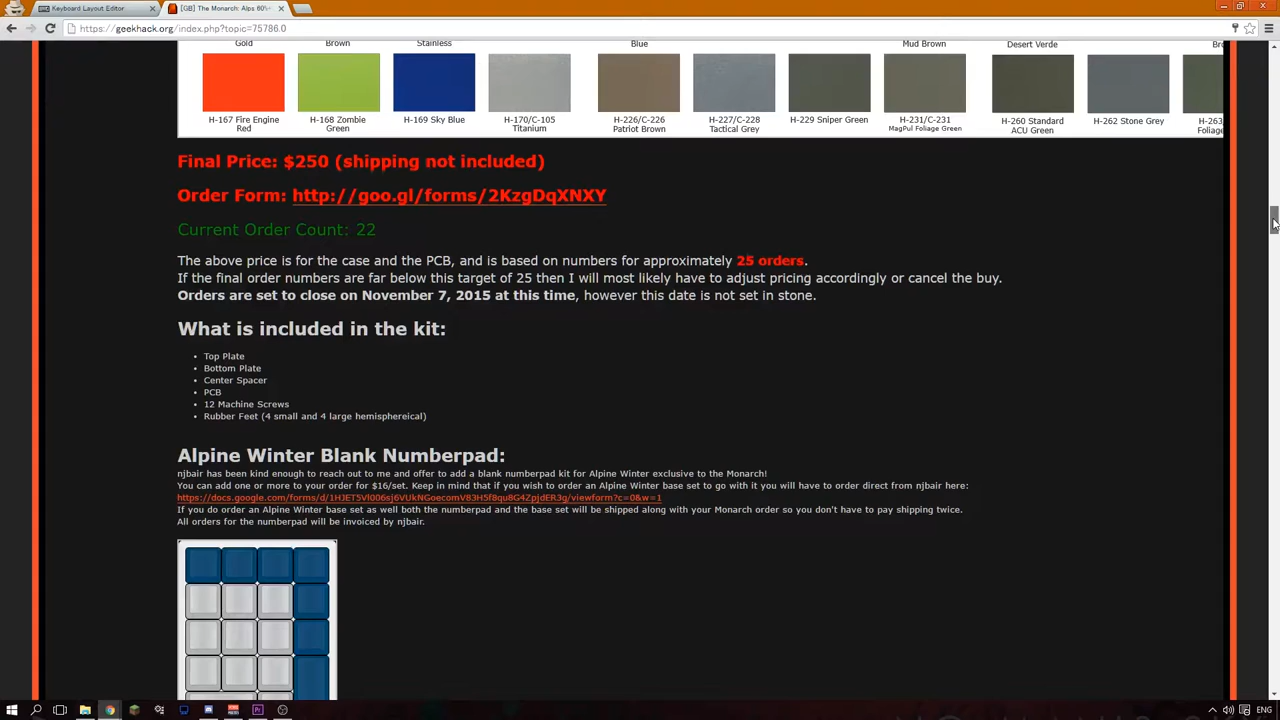 Keyboard Layout Editor
[GB] The Monarch: Alps 60%
https://geekhack.org/index.php?topic=75786.0
Gold
Brown
Stainless
Blue
Mud Brown
Desert Verde
Bro
H-167 Fire Engine Red
H-168 Zombie Green
H-169 Sky Blue
H-170/C-105 Titanium
H-226/C-226 Patriot Brown
H-227/C-228 Tactical Grey
H-229 Sniper Green
H-231/C-231 MagPul Foliage Green
H-260 Standard ACU Green
H-262 Stone Grey
H-263 Foliage
Final Price: $250 (shipping not included)
Order Form: http://goo.gl/forms/2KzgDqXNXY
Current Order Count: 22
The above price is for the case and the PCB, and is based on numbers for approximately 25 orders.
If the final order numbers are far below this target of 25 then I will most likely have to adjust pricing accordingly or cancel the buy.
Orders are set to close on November 7, 2015 at this time, however this date is not set in stone.
What is included in the kit:
• Top Plate
• Bottom Plate
• Center Spacer
• PCB
• 12 Machine Screws
• Rubber Feet (4 small and 4 large hemisphereical)
Alpine Winter Blank Numberpad:
njbair has been kind enough to reach out to me and offer to add a blank numberpad kit for Alpine Winter exclusive to the Monarch!
You can add one or more to your order for $16/set. Keep in mind that if you wish to order an Alpine Winter base set to go with it you will have to order direct from njbair here:
https://docs.google.com/forms/d/1HJET5Vl006sj6VUkNGoecomV83H5f8qu8G4ZpjdER3g/viewform?c=0&w=1
If you do order an Alpine Winter base set as well both the numberpad and the base set will be shipped along with your Monarch order so you don't have to pay shipping twice.
All orders for the numberpad will be invoiced by njbair.
ENG